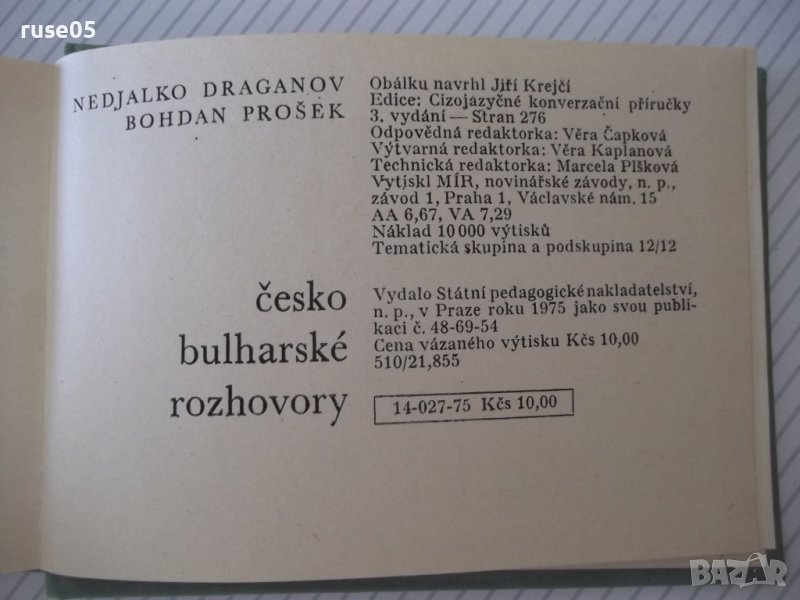 ruse05
NEDJALKO DRAGANOV
BOHDAN PROŠEK
česko
bulharské
rozhovory
Obálku navrhl Jiří Krejčí
Edice: Cizojazyčné konverzační příručky
3. vydání — Stran 276
Odpovědná redaktorka: Věra Čapková
Výtvarná redaktorka: Věra Kaplanová
Technická redaktorka: Marcela Plšková
Vytiskl MÍR, novinářské závody, n. p.,
závod 1, Praha 1, Václavské nám. 15
AA 6,67, VA 7,29
Náklad 10 000 výtisků
Tematická skupina a podskupina 12/12
Vydalo Státní pedagogické nakladatelství,
n. p., v Praze roku 1975 jako svou publi-
kaci č. 48-69-54
Cena vázaného výtisku Kčs 10,00
510/21,855
14-027-75 Kčs 10,00
BAZAR